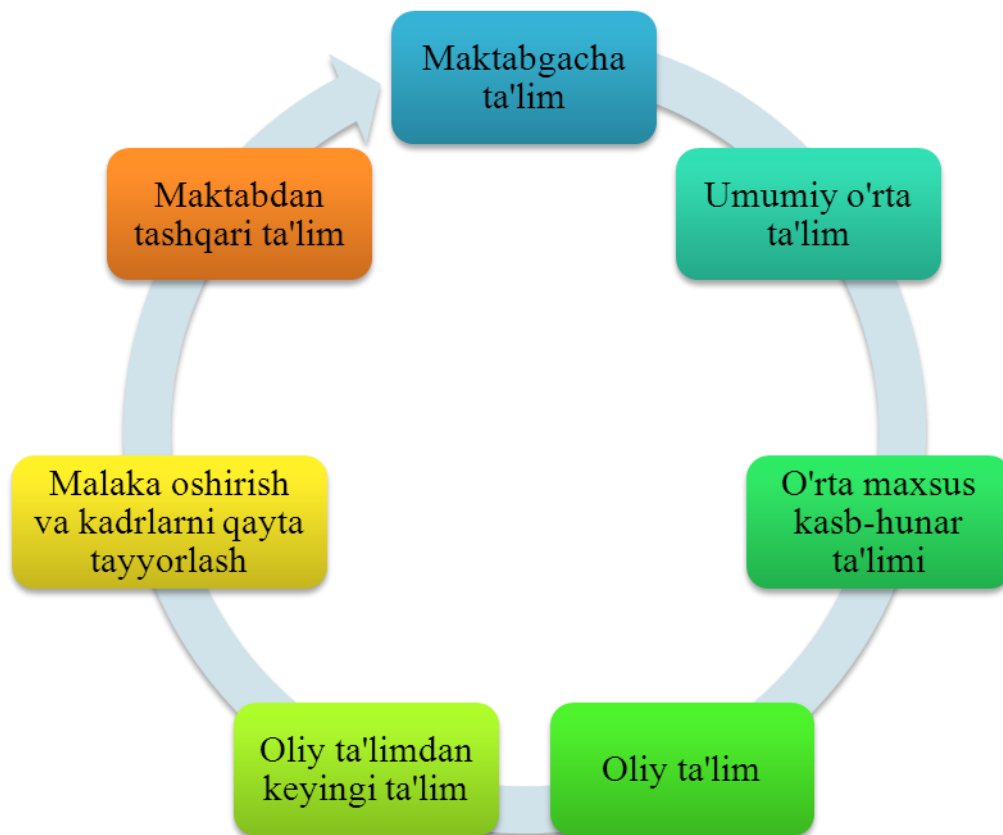 Maktabgacha
ta'lim
Umumiy o'rta
ta'lim
O'rta maxsus
kasb-hunar
ta'limi
Oliy ta'lim
Oliy ta'limdan
keyingi ta'lim
Malaka oshirish
va kadrlarni qayta
tayyorlash
Maktabdan
tashqari ta'lim